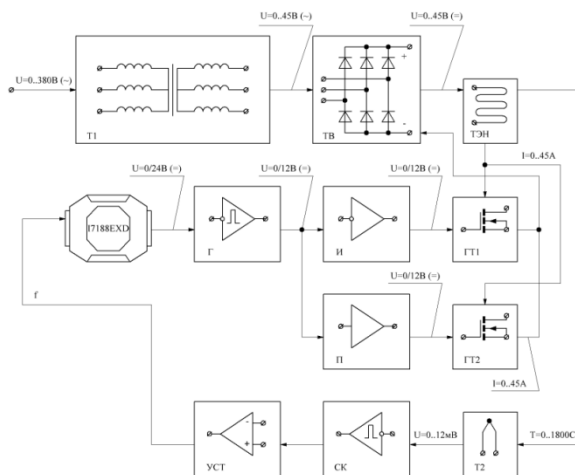 U=0..45В (~)
U=0..45В (=)
U=0..380В (~)
+
-
Т1
ТВ
ТЭН
I=0..45А
U=0/24В (=)
U=0/12В (=)
U=0/12В (=)
I7188EXD
Г
И
ГТ1
U=0/12В (=)
f
П
ГТ2
I=0..45А
-
+
U=0..12мВ
Т=0..1800С
УСТ
СК
Т2